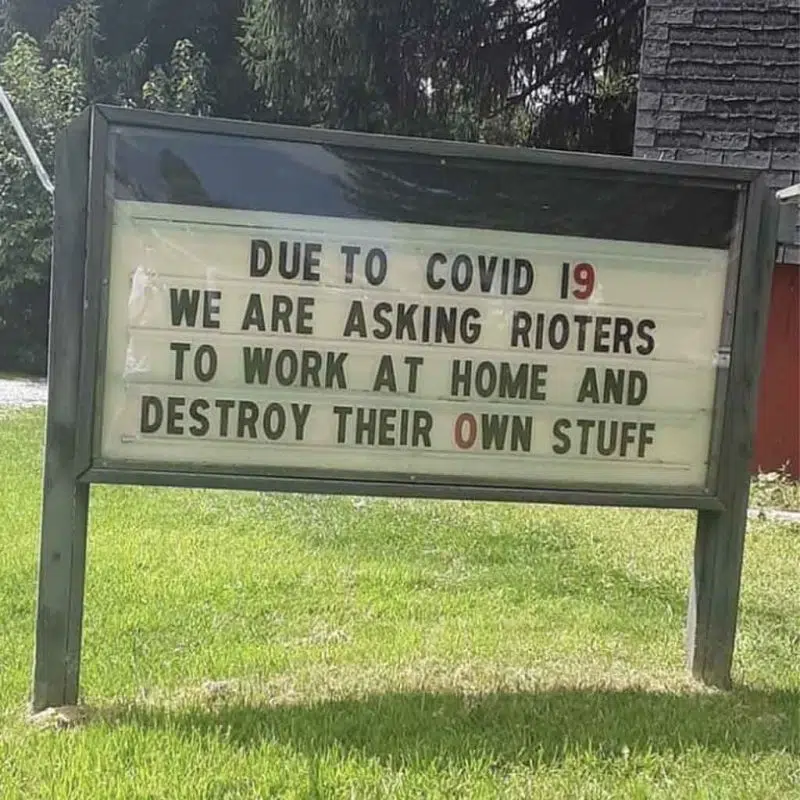 DUE TO COVID 19
WE ARE ASKING RIOTERS
TO WORK AT HOME AND
DESTROY THEIR OWN STUFF